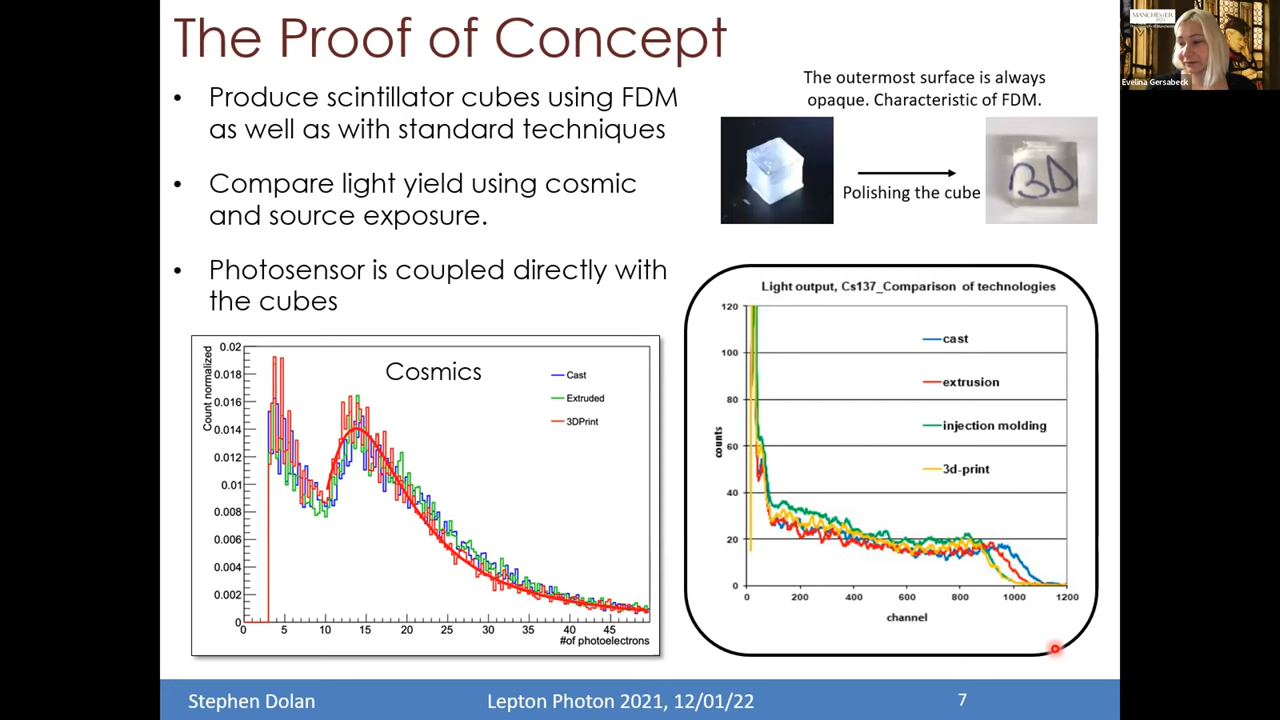 The Proof of Concept
• Produce scintillator cubes using FDM
as well as with standard techniques
• Compare light yield using cosmic
and source exposure.
• Photosensor is coupled directly with
the cubes
The outermost surface is always
opaque. Characteristic of FDM.
Polishing the cube
3D
MANCHESTER
Evelina Gersabeck
Cosmics
Count normalized
0.02
0.018
0.016
0.014
0.012
0.01
0.008
0.006
0.004
0.002
0
Cast
Extruded
3DPrint
0 5 10 15 20 25 30 35 40 45
#of photoelectrons
Light output, Cs137_Comparison of technologies
counts
120
100
80
60
40
20
0
cast
extrusion
injection molding
3d-print
0 200 400 600 800 1000 1200
channel
Stephen Dolan Lepton Photon 2021, 12/01/22 7